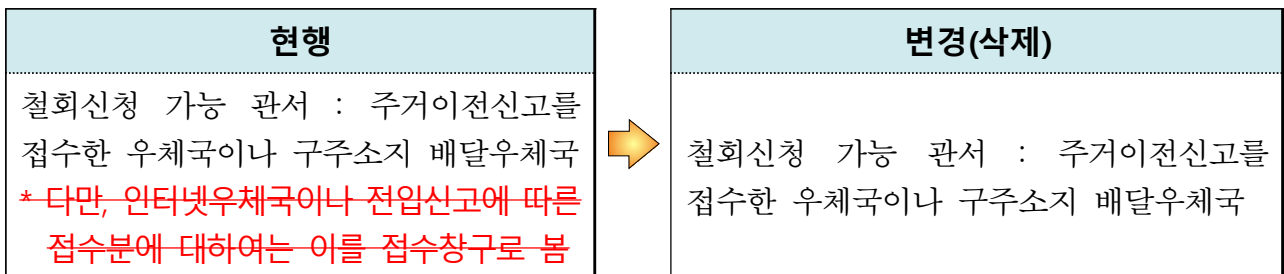 현행
철회신청 가능 관서 : 주거이전신고를
접수한 우체국이나 구주소지 배달우체국
* 다만, 인터넷우체국이나 전입신고에 따른
접수분에 대하여는 이를 접수창구로 봄
변경(삭제)
철회신청 가능 관서 : 주거이전신고를
접수한 우체국이나 구주소지 배달우체국